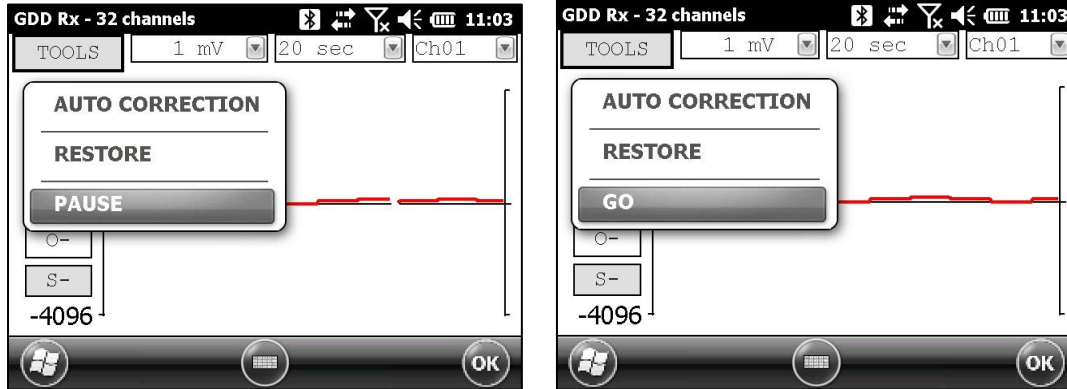 GDD Rx - 32 channels 11:03
TOOLS 1 mV 20 sec Ch01
AUTO CORRECTION
RESTORE
PAUSE
O-
S-
-4096
OK
GDD Rx - 32 channels 11:03
TOOLS 1 mV 20 sec Ch01
AUTO CORRECTION
RESTORE
GO
O-
S-
-4096
OK